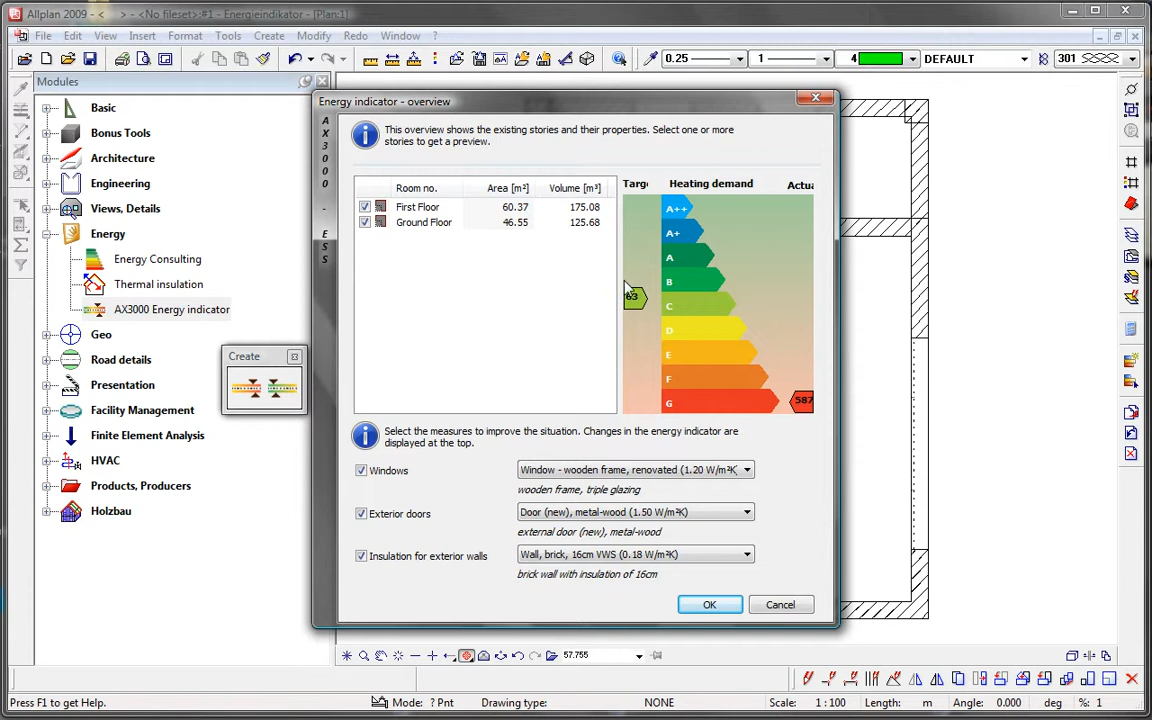 Allplan 2009 - < > - <No fileset>:#1 - Energieindikator - [Plan:1]
File Edit View Insert Format Tools Create Modify Redo Window ?
0.25 1 4 DEFAULT 301
Modules
Basic
Bonus Tools
Architecture
Engineering
Views, Details
Energy
Energy Consulting
Thermal insulation
AX3000 Energy indicator
Geo
Road details
Presentation
Facility Management
Finite Element Analysis
HVAC
Products, Producers
Holzbau
Create
Energy indicator - overview
AX3000 - ESS
This overview shows the existing stories and their properties. Select one or more
stories to get a preview.
Room no. Area [m²] Volume [m³]
First Floor 60.37 175.08
Ground Floor 46.55 125.68
Targ Heating demand Actua
A++
A+
A
B
63
C
D
E
F
G 587
Select the measures to improve the situation. Changes in the energy indicator are
displayed at the top.
Windows Window - wooden frame, renovated (1.20 W/m²K)
wooden frame, triple glazing
Exterior doors Door (new), metal-wood (1.50 W/m²K)
external door (new), metal-wood
Insulation for exterior walls Wall, brick, 16cm VWS (0.18 W/m²K)
brick wall with insulation of 16cm
OK Cancel
57.755
Press F1 to get Help. Mode: ? Pnt Drawing type: NONE Scale: 1 : 100 Length: m Angle: 0.000 deg %: 1